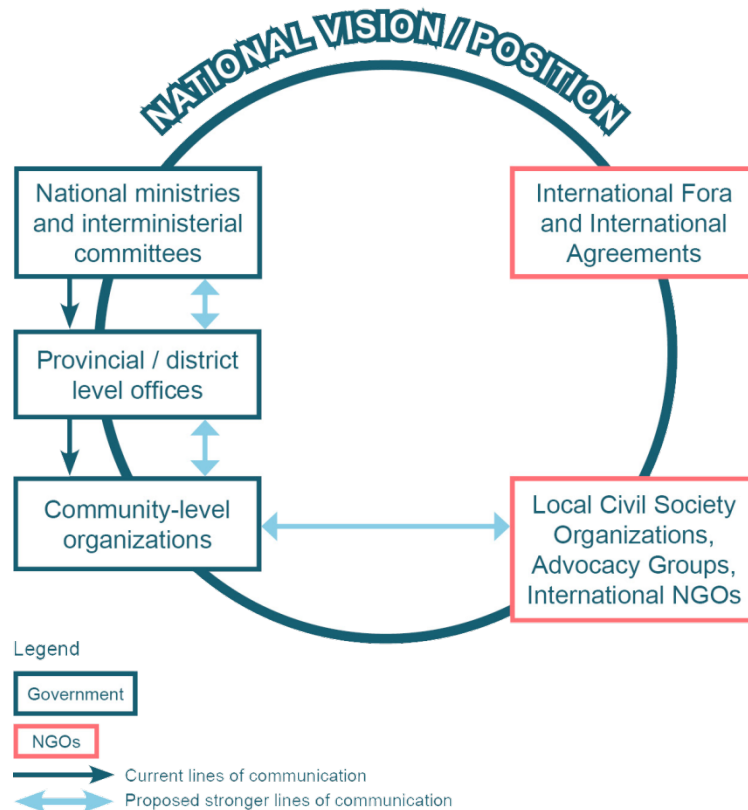 NATIONAL VISION / POSITION
National ministries
and interministerial
committees
International Fora
and International
Agreements
Provincial / district
level offices
Community-level
organizations
Local Civil Society
Organizations,
Advocacy Groups,
International NGOs
Legend
Government
NGOs
Current lines of communication
Proposed stronger lines of communication